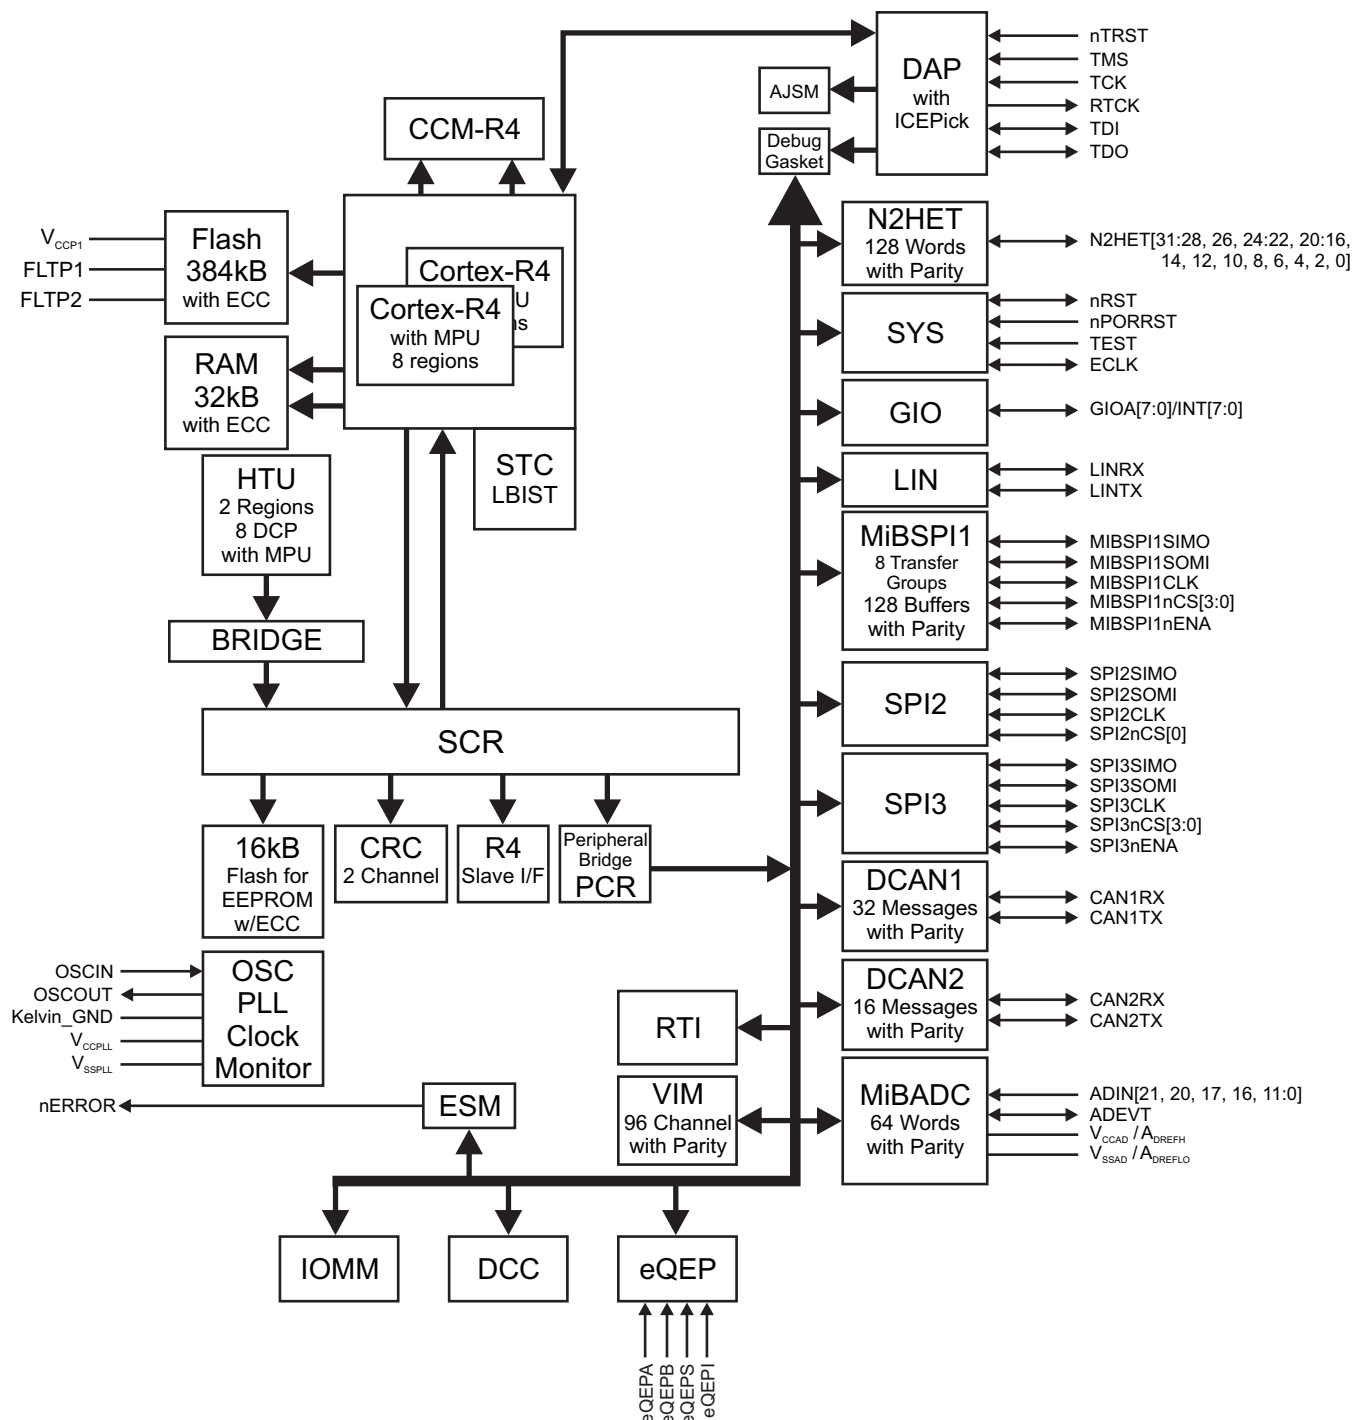 nTRST
TMS
TCK
RTCK
TDI
TDO
DAP
with
ICEPick
AJSM
Debug
Gasket
CCM-R4
V_CCP1
FLTP1
FLTP2
Flash
384kB
with ECC
Cortex-R4
U
ns
Cortex-R4
with MPU
8 regions
RAM
32kB
with ECC
STC
LBIST
HTU
2 Regions
8 DCP
with MPU
BRIDGE
SCR
16kB
Flash for
EEPROM
w/ECC
CRC
2 Channel
R4
Slave I/F
Peripheral
Bridge
PCR
OSCIN
OSCOUT
Kelvin_GND
V_CCPLL
V_SSPLL
OSC
PLL
Clock
Monitor
nERROR
ESM
RTI
VIM
96 Channel
with Parity
IOMM
DCC
eQEP
eQEPA
eQEPB
eQEPS
eQEPI
N2HET
128 Words
with Parity
N2HET[31:28, 26, 24:22, 20:16,
14, 12, 10, 8, 6, 4, 2, 0]
SYS
nRST
nPORRST
TEST
ECLK
GIO
GIOA[7:0]/INT[7:0]
LIN
LINRX
LINTX
MiBSPI1
8 Transfer
Groups
128 Buffers
with Parity
MIBSPI1SIMO
MIBSPI1SOMI
MIBSPI1CLK
MIBSPI1nCS[3:0]
MIBSPI1nENA
SPI2
SPI2SIMO
SPI2SOMI
SPI2CLK
SPI2nCS[0]
SPI3
SPI3SIMO
SPI3SOMI
SPI3CLK
SPI3nCS[3:0]
SPI3nENA
DCAN1
32 Messages
with Parity
CAN1RX
CAN1TX
DCAN2
16 Messages
with Parity
CAN2RX
CAN2TX
MiBADC
64 Words
with Parity
ADIN[21, 20, 17, 16, 11:0]
ADEVT
V_CCAD / A_DREFH
V_SSAD / A_DREFLO